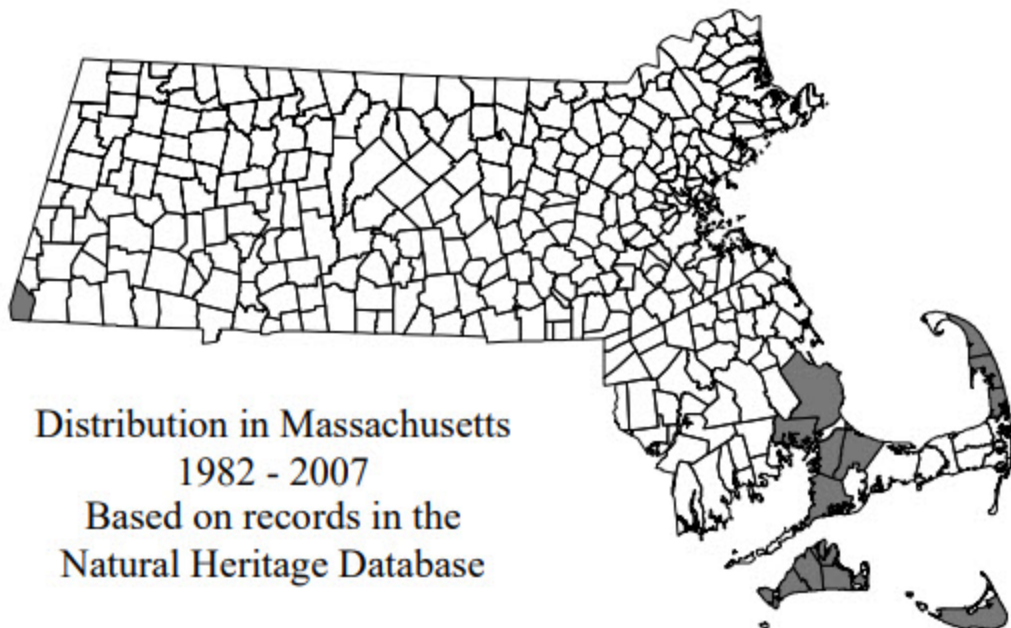 Distribution in Massachusetts
1982 - 2007
Based on records in the
Natural Heritage Database